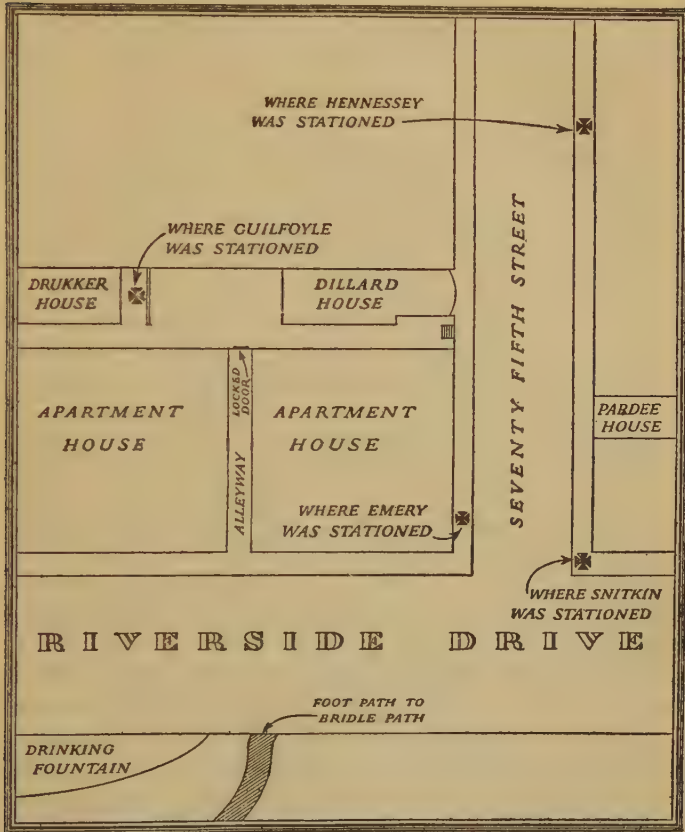 WHERE HENNESSEY
WAS STATIONED
WHERE GUILFOYLE
WAS STATIONED
DRUKKER
HOUSE
DILLARD
HOUSE
SEVENTY FIFTH STREET
LOCKED
DOOR
APARTMENT
HOUSE
ALLEYWAY
APARTMENT
HOUSE
PARDEE
HOUSE
WHERE EMERY
WAS STATIONED
WHERE SNITKIN
WAS STATIONED
RIVERSIDE DRIVE
FOOT PATH TO
BRIDLE PATH
DRINKING
FOUNTAIN